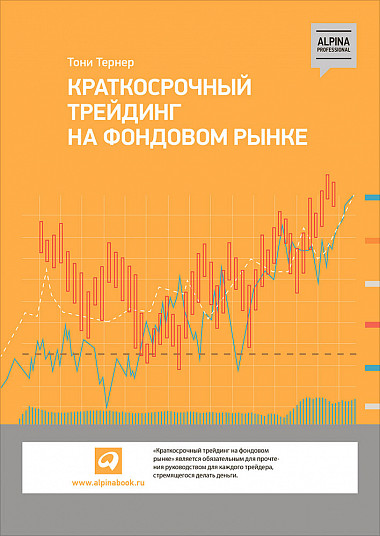 ALPINA
PROFESSIONAL
Тони Тернер
КРАТКОСРОЧНЫЙ
ТРЕЙДИНГ
НА ФОНДОВОМ РЫНКЕ
«Краткосрочный трейдинг на фондовом
рынке» является обязательным для прочте-
ния руководством для каждого трейдера,
стремящегося делать деньги.
www.alpinabook.ru